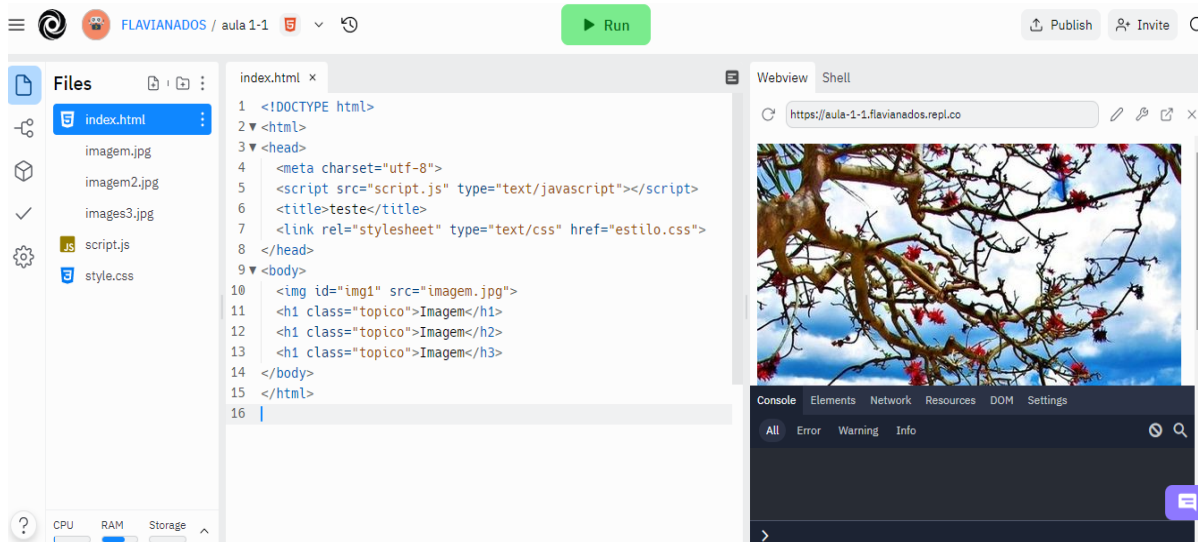 FLAVIANADOS / aula 1-1
Run
Publish
Invite
Files
index.html
imagem.jpg
imagem2.jpg
images3.jpg
JS script.js
style.css
CPU RAM Storage
index.html ×
1 <!DOCTYPE html>
2 <html>
3 <head>
4 <meta charset="utf-8">
5 <script src="script.js" type="text/javascript"></script>
6 <title>teste</title>
7 <link rel="stylesheet" type="text/css" href="estilo.css">
8 </head>
9 <body>
10 <img id="img1" src="imagem.jpg">
11 <h1 class="topico">Imagem</h1>
12 <h1 class="topico">Imagem</h2>
13 <h1 class="topico">Imagem</h3>
14 </body>
15 </html>
16
Webview Shell
https://aula-1-1.flavianados.repl.co
Console Elements Network Resources DOM Settings
All Error Warning Info